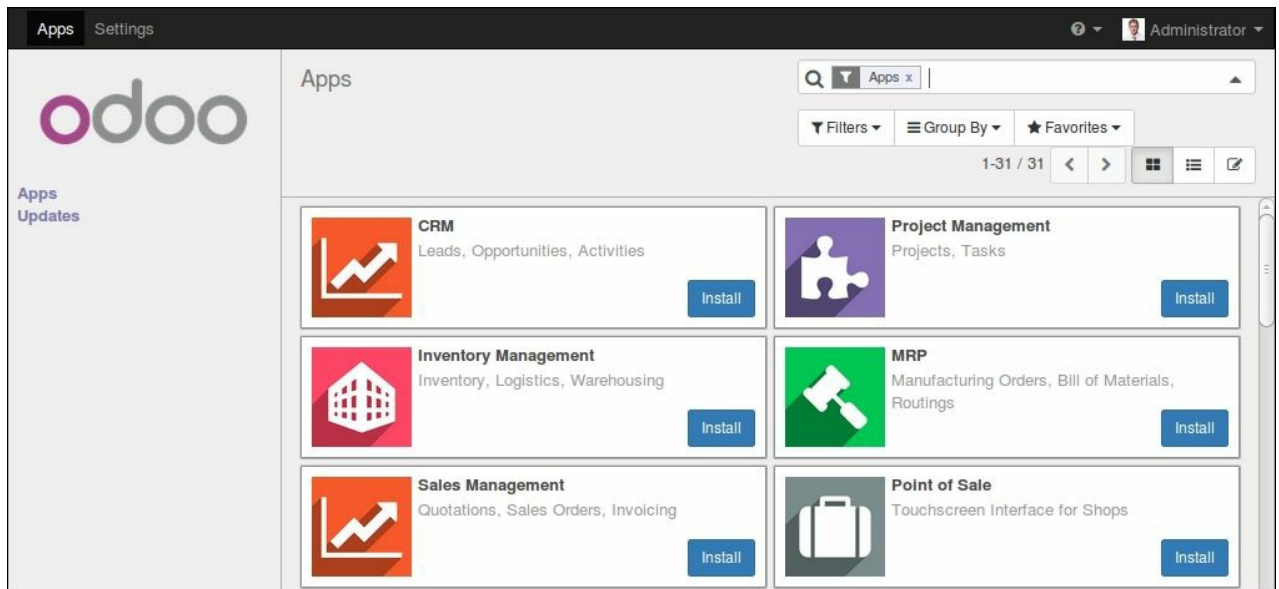 Apps Settings
Administrator
odoo
Apps
Updates
Apps
Apps x
Filters Group By Favorites
1-31 / 31
CRM
Leads, Opportunities, Activities
Install
Project Management
Projects, Tasks
Install
Inventory Management
Inventory, Logistics, Warehousing
Install
MRP
Manufacturing Orders, Bill of Materials,
Routings
Install
Sales Management
Quotations, Sales Orders, Invoicing
Install
Point of Sale
Touchscreen Interface for Shops
Install